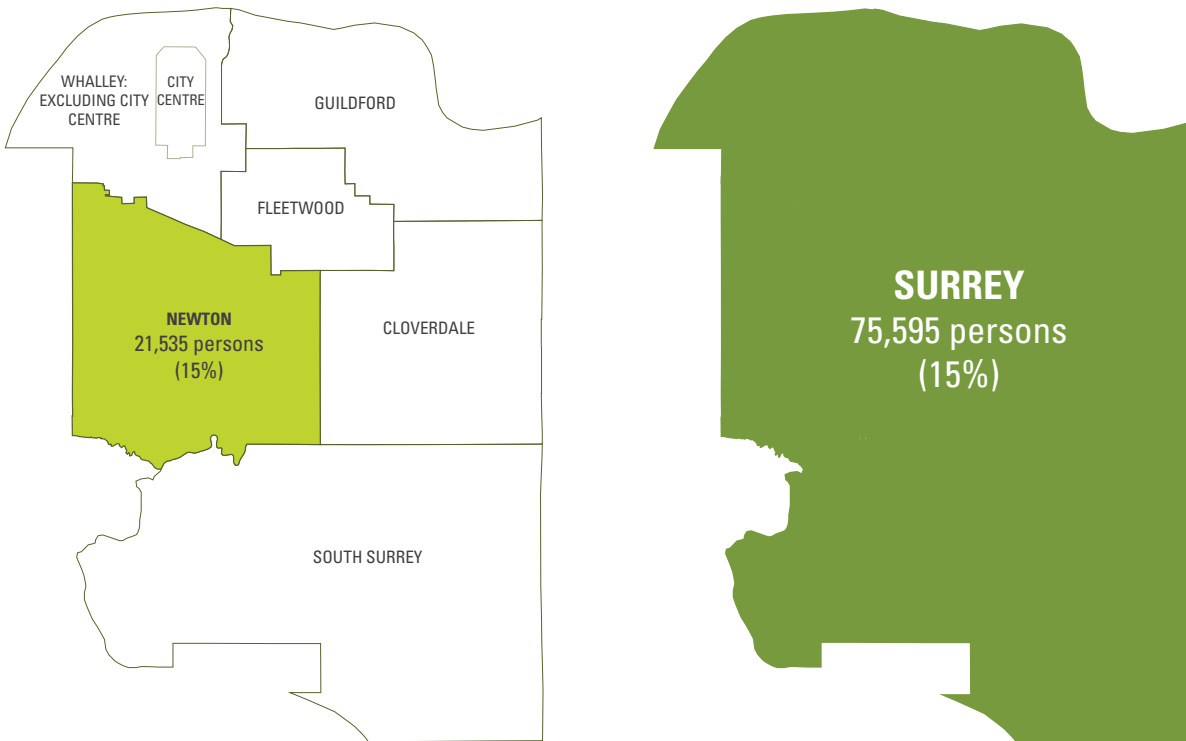 WHALLEY:
EXCLUDING CITY
CENTRE
CITY
CENTRE
GUILDFORD
FLEETWOOD
NEWTON
21,535 persons
(15%)
CLOVERDALE
SOUTH SURREY
SURREY
75,595 persons
(15%)